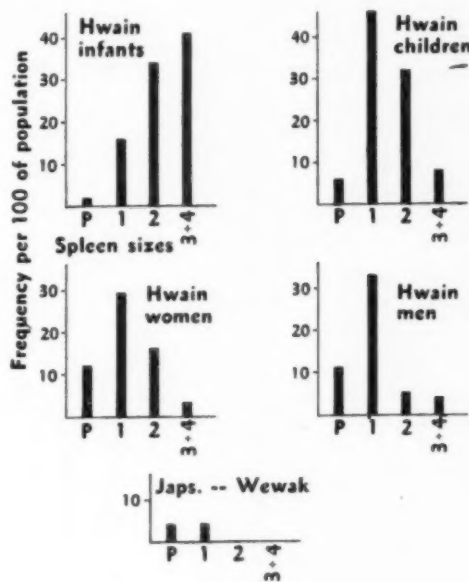 Frequency per 100 of population
Hwain
infants
40
30
20
10
P 1 2 3+4
Hwain
children
40
30
20
10
P 1 2 3+4
Spleen sizes
Hwain
women
30
20
10
P 1 2 3+4
Hwain
men
30
20
10
P 1 2 3+4
Japs. -- Wewak
10
P 1 2 3+4